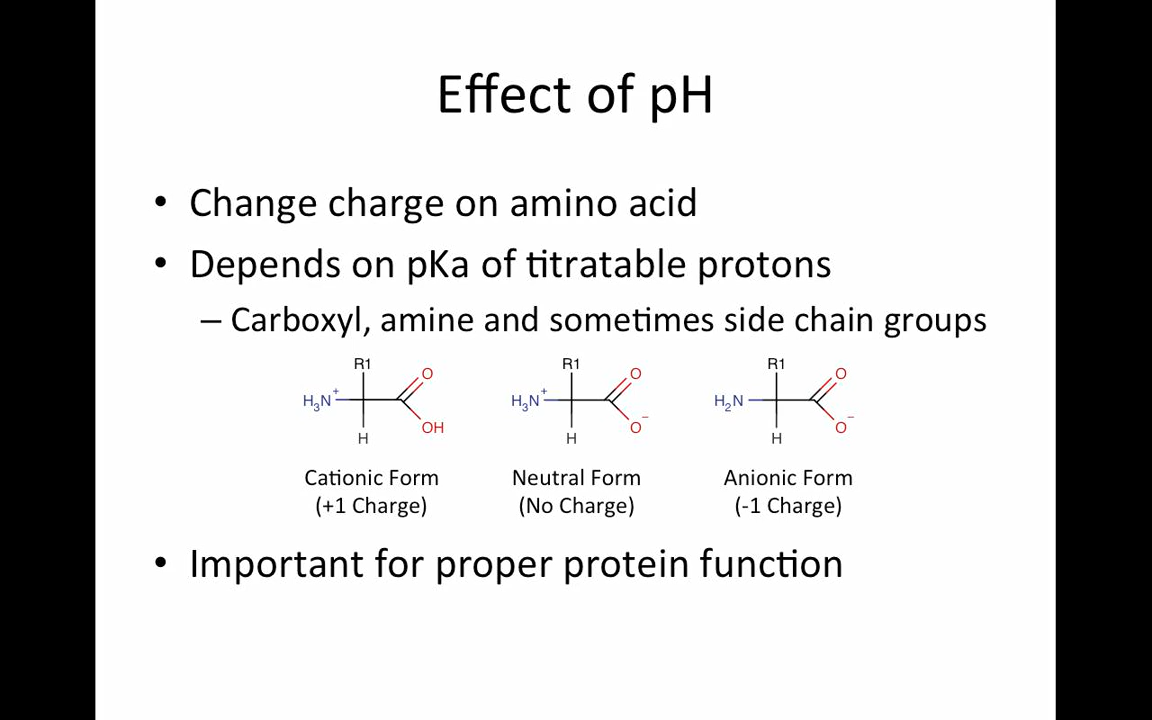 Effect of pH
• Change charge on amino acid
• Depends on pKa of titratable protons
– Carboxyl, amine and sometimes side chain groups
R1 R1 R1
O O O
H₃N⁺ H₃N⁺ H₂N
OH O⁻ O⁻
H H H
Cationic Form Neutral Form Anionic Form
(+1 Charge) (No Charge) (-1 Charge)
• Important for proper protein function